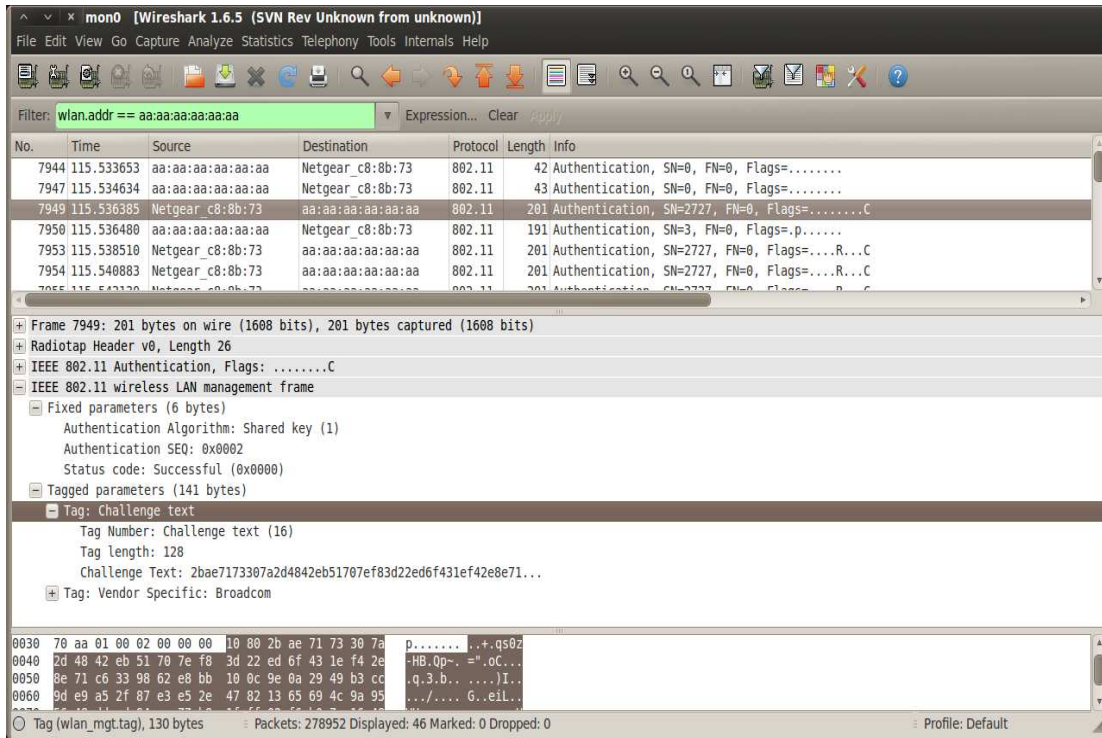 mon0 [Wireshark 1.6.5 (SVN Rev Unknown from unknown)]
File Edit View Go Capture Analyze Statistics Telephony Tools Internals Help
Filter: wlan.addr == aa:aa:aa:aa:aa:aa Expression... Clear Apply
No. Time Source Destination Protocol Length Info
7944 115.533653 aa:aa:aa:aa:aa:aa Netgear_c8:8b:73 802.11 42 Authentication, SN=0, FN=0, Flags=........
7947 115.534634 aa:aa:aa:aa:aa:aa Netgear_c8:8b:73 802.11 43 Authentication, SN=0, FN=0, Flags=........
7949 115.536385 Netgear_c8:8b:73 aa:aa:aa:aa:aa:aa 802.11 201 Authentication, SN=2727, FN=0, Flags=........C
7950 115.536480 aa:aa:aa:aa:aa:aa Netgear_c8:8b:73 802.11 191 Authentication, SN=3, FN=0, Flags=.p......
7953 115.538510 Netgear_c8:8b:73 aa:aa:aa:aa:aa:aa 802.11 201 Authentication, SN=2727, FN=0, Flags=....R...C
7954 115.540883 Netgear_c8:8b:73 aa:aa:aa:aa:aa:aa 802.11 201 Authentication, SN=2727, FN=0, Flags=....R...C
Frame 7949: 201 bytes on wire (1608 bits), 201 bytes captured (1608 bits)
Radiotap Header v0, Length 26
IEEE 802.11 Authentication, Flags: ........C
IEEE 802.11 wireless LAN management frame
Fixed parameters (6 bytes)
Authentication Algorithm: Shared key (1)
Authentication SEQ: 0x0002
Status code: Successful (0x0000)
Tagged parameters (141 bytes)
Tag: Challenge text
Tag Number: Challenge text (16)
Tag length: 128
Challenge Text: 2bae7173307a2d4842eb51707ef83d22ed6f431ef42e8e71...
Tag: Vendor Specific: Broadcom
0030 70 aa 01 00 02 00 00 00 10 80 2b ae 71 73 30 7a p....... ..+.qs0z
0040 2d 48 42 eb 51 70 7e f8 3d 22 ed 6f 43 1e f4 2e -HB.Qp~. =".oC...
0050 8e 71 c6 33 98 62 e8 bb 10 0c 9e 0a 29 49 b3 cc .q.3.b.. ....)I..
0060 9d e9 a5 2f 87 e3 e5 2e 47 82 13 65 69 4c 9a 95 .../.... G..eiL..
Tag (wlan_mgt.tag), 130 bytes Packets: 278952 Displayed: 46 Marked: 0 Dropped: 0 Profile: Default